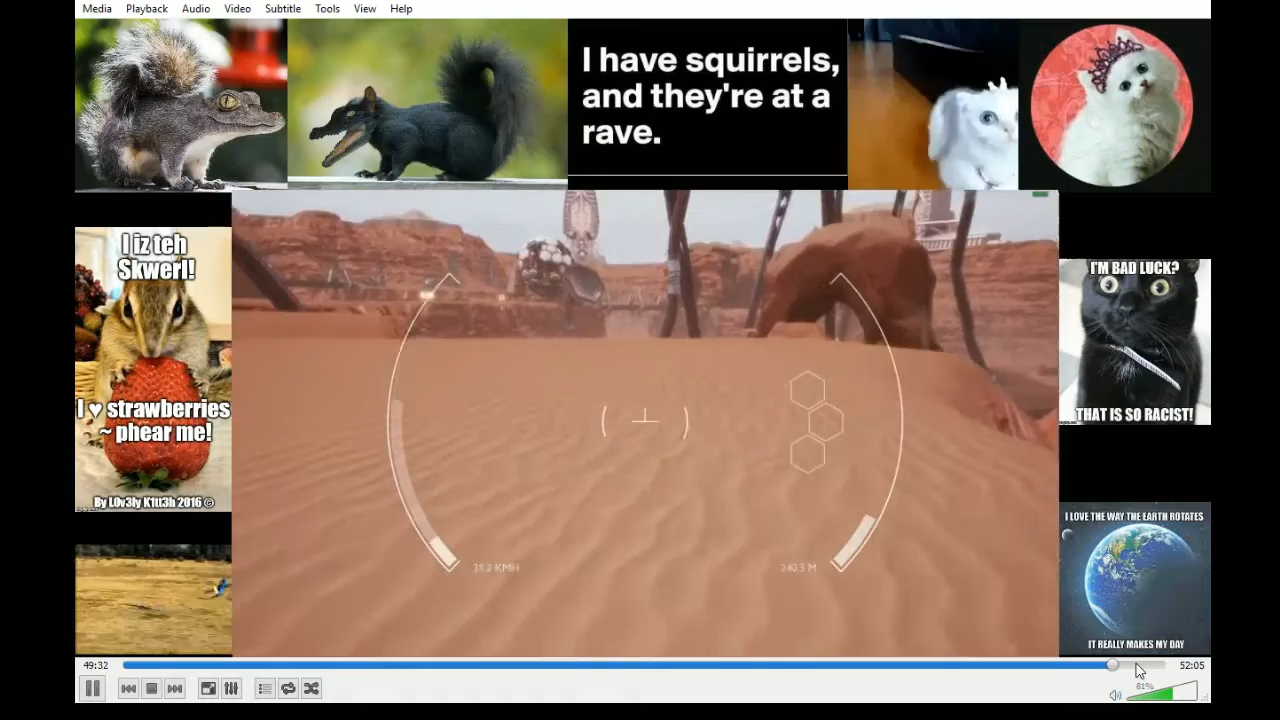 Media Playback Audio Video Subtitle Tools View Help
I have squirrels,
and they're at a
rave.
I iz teh
Skwerl!
I ♥ strawberries
~ phear me!
By L0v3ly K1tt3h 2016 ©
I'M BAD LUCK?
THAT IS SO RACIST!
I LOVE THE WAY THE EARTH ROTATES
IT REALLY MAKES MY DAY
KMH
M
49:32
52:05
81%